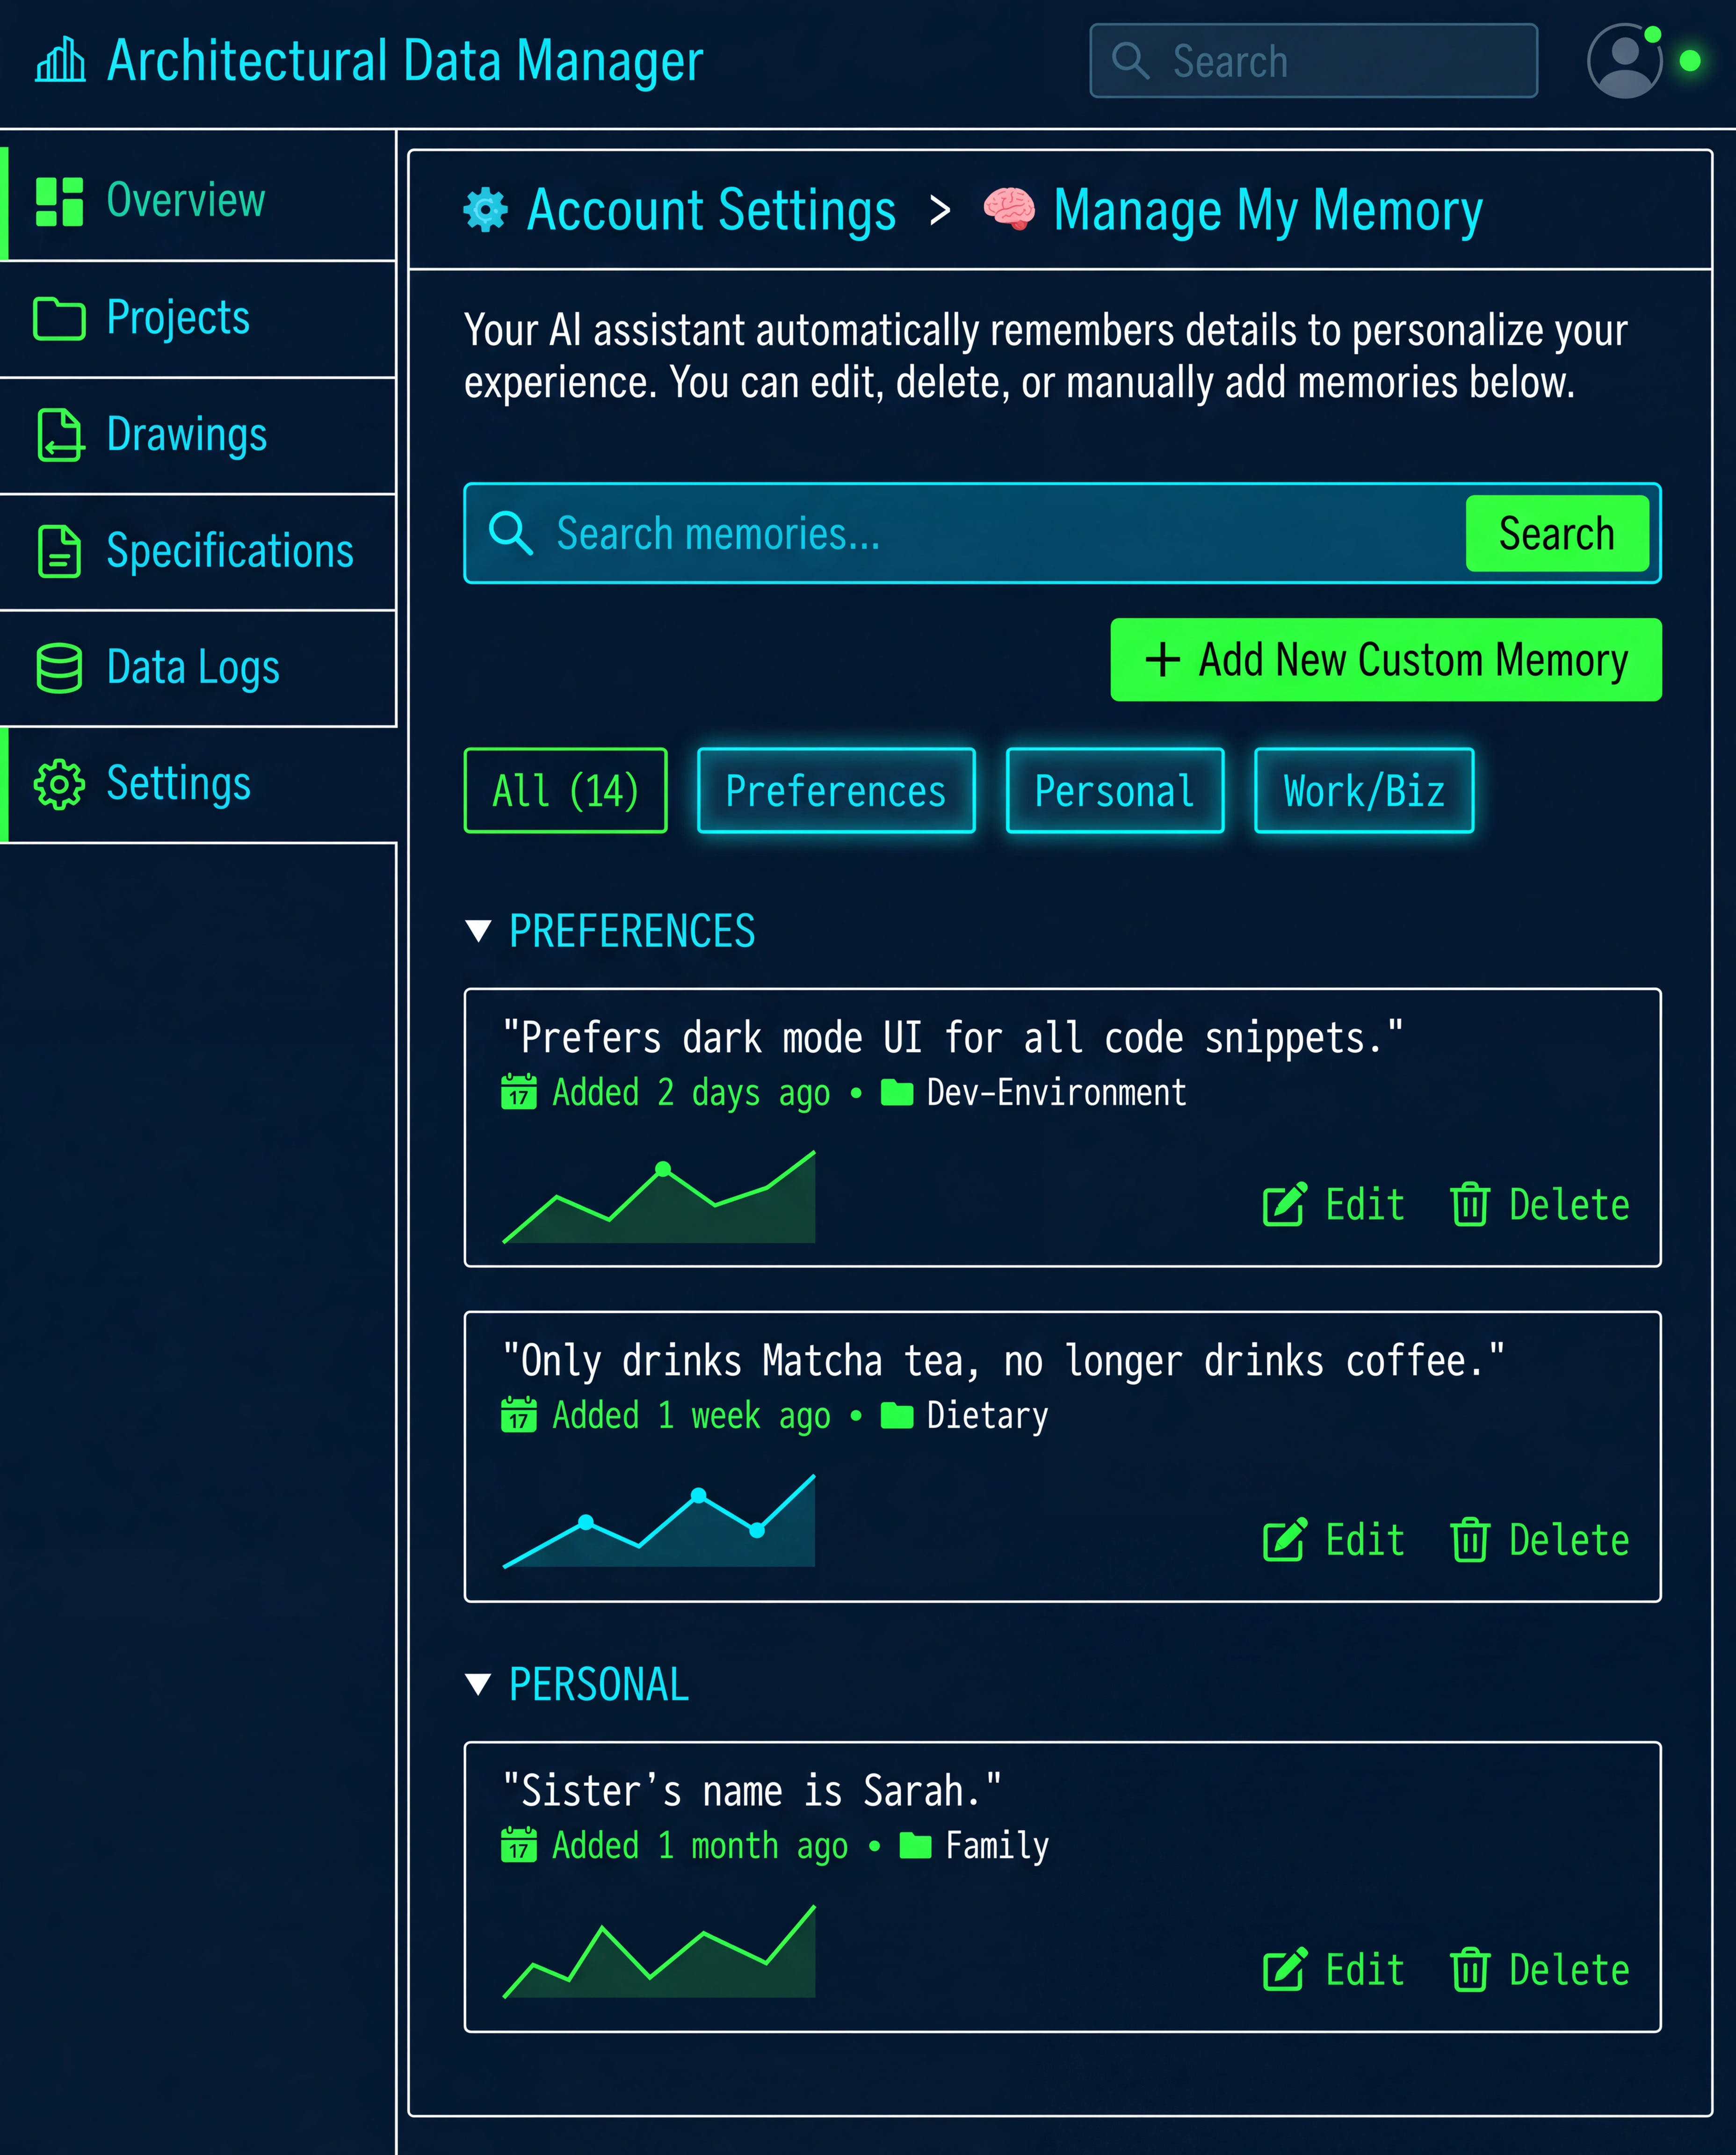 Architectural Data Manager
Search
Overview
Projects
Drawings
Specifications
Data Logs
Settings
Account Settings > Manage My Memory
Your AI assistant automatically remembers details to personalize your
experience. You can edit, delete, or manually add memories below.
Search memories...
Search
+ Add New Custom Memory
All (14)
Preferences
Personal
Work/Biz
▼ PREFERENCES
"Prefers dark mode UI for all code snippets."
17 Added 2 days ago • Dev-Environment
Edit
Delete
"Only drinks Matcha tea, no longer drinks coffee."
17 Added 1 week ago • Dietary
Edit
Delete
▼ PERSONAL
"Sister's name is Sarah."
17 Added 1 month ago • Family
Edit
Delete